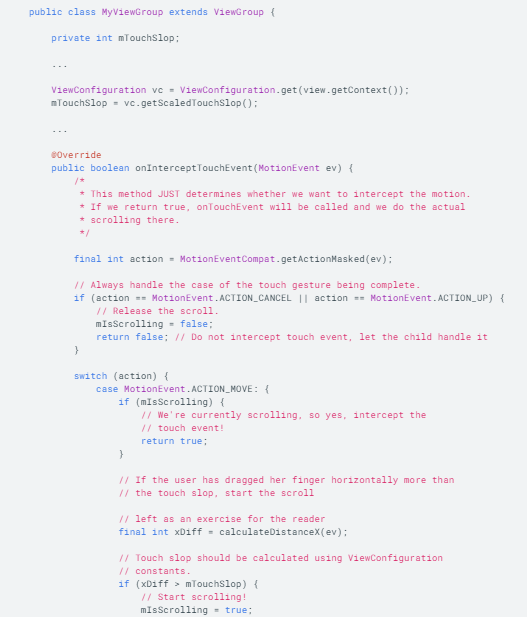 public class MyViewGroup extends ViewGroup {
private int mTouchSlop;
...
ViewConfiguration vc = ViewConfiguration.get(view.getContext());
mTouchSlop = vc.getScaledTouchSlop();
...
@Override
public boolean onInterceptTouchEvent(MotionEvent ev) {
/*
* This method JUST determines whether we want to intercept the motion.
* If we return true, onTouchEvent will be called and we do the actual
* scrolling there.
*/
final int action = MotionEventCompat.getActionMasked(ev);
// Always handle the case of the touch gesture being complete.
if (action == MotionEvent.ACTION_CANCEL || action == MotionEvent.ACTION_UP) {
// Release the scroll.
mIsScrolling = false;
return false; // Do not intercept touch event, let the child handle it
}
switch (action) {
case MotionEvent.ACTION_MOVE: {
if (mIsScrolling) {
// We're currently scrolling, so yes, intercept the
// touch event!
return true;
}
// If the user has dragged her finger horizontally more than
// the touch slop, start the scroll
// left as an exercise for the reader
final int xDiff = calculateDistanceX(ev);
// Touch slop should be calculated using ViewConfiguration
// constants.
if (xDiff > mTouchSlop) {
// Start scrolling!
mIsScrolling = true;